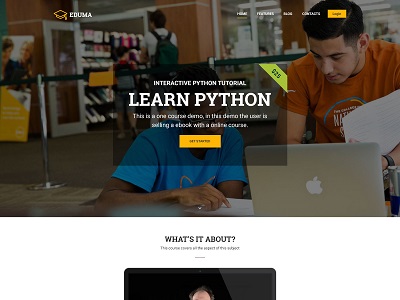 EDUMA
HOME FEATURES BLOG CONTACTS Login
$39
INTERACTIVE PYTHON TUTORIAL
LEARN PYTHON
This is a one course demo, in this demo the user is
selling a ebook with a online course.
GET STARTED
WHAT'S IT ABOUT?
This course covers all the aspect of this subject